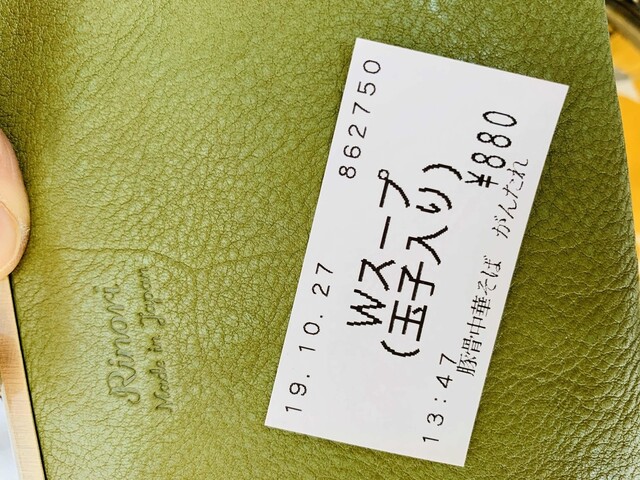 19.10.27 862750
Wスープ
(玉子入り)
¥880
13:47
豚骨中華そば がんたれ
Rinori
Made in Japan